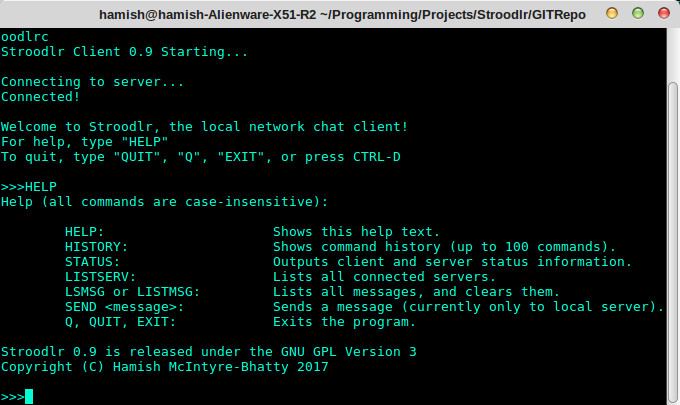 hamish@hamish-Alienware-X51-R2 ~/Programming/Projects/Stroodlr/GITRepo
oodlrc
Stroodlr Client 0.9 Starting...
Connecting to server...
Connected!
Welcome to Stroodlr, the local network chat client!
For help, type "HELP"
To quit, type "QUIT", "Q", "EXIT", or press CTRL-D
>>>HELP
Help (all commands are case-insensitive):
HELP: Shows this help text.
HISTORY: Shows command history (up to 100 commands).
STATUS: Outputs client and server status information.
LISTSERV: Lists all connected servers.
LSMSG or LISTMSG: Lists all messages, and clears them.
SEND <message>: Sends a message (currently only to local server).
Q, QUIT, EXIT: Exits the program.
Stroodlr 0.9 is released under the GNU GPL Version 3
Copyright (C) Hamish McIntyre-Bhatty 2017
>>>